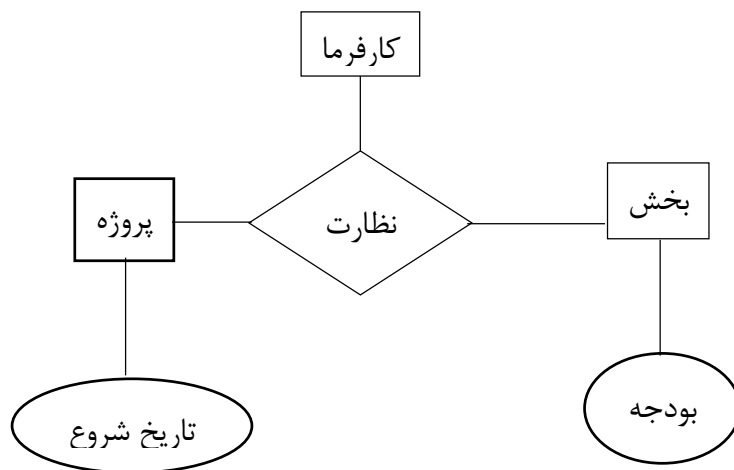 کارفرما
بخش
نظارت
پروژه
بودجه
تاریخ شروع